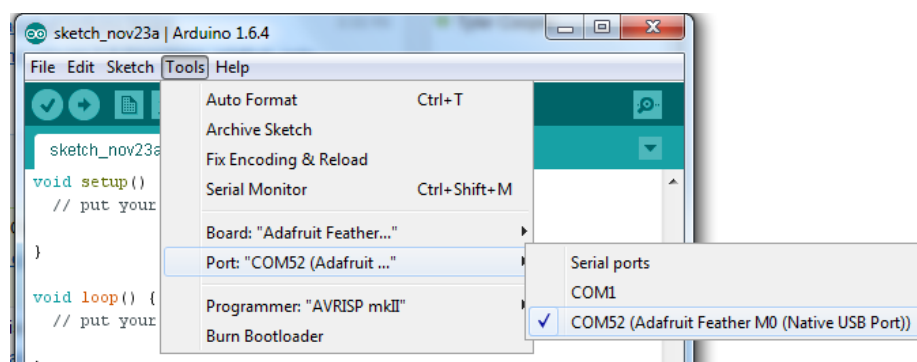 sketch_nov23a | Arduino 1.6.4
File Edit Sketch Tools Help
Auto Format Ctrl+T
Archive Sketch
sketch_nov23a
Fix Encoding & Reload
void setup()
Serial Monitor Ctrl+Shift+M
// put your
Board: "Adafruit Feather..."
}
Port: "COM52 (Adafruit ..."
Serial ports
COM1
void loop() {
Programmer: "AVRISP mkII"
// put your
COM52 (Adafruit Feather M0 (Native USB Port))
Burn Bootloader